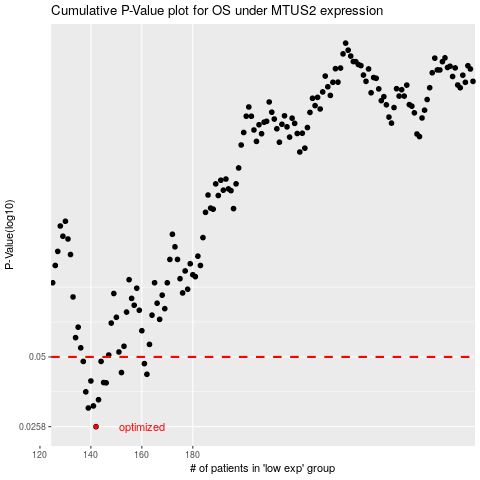 Cumulative P-Value plot for OS under MTUS2 expression
P-Value(log10)
0.05
0.0258
optimized
120 140 160 180
# of patients in 'low exp' group